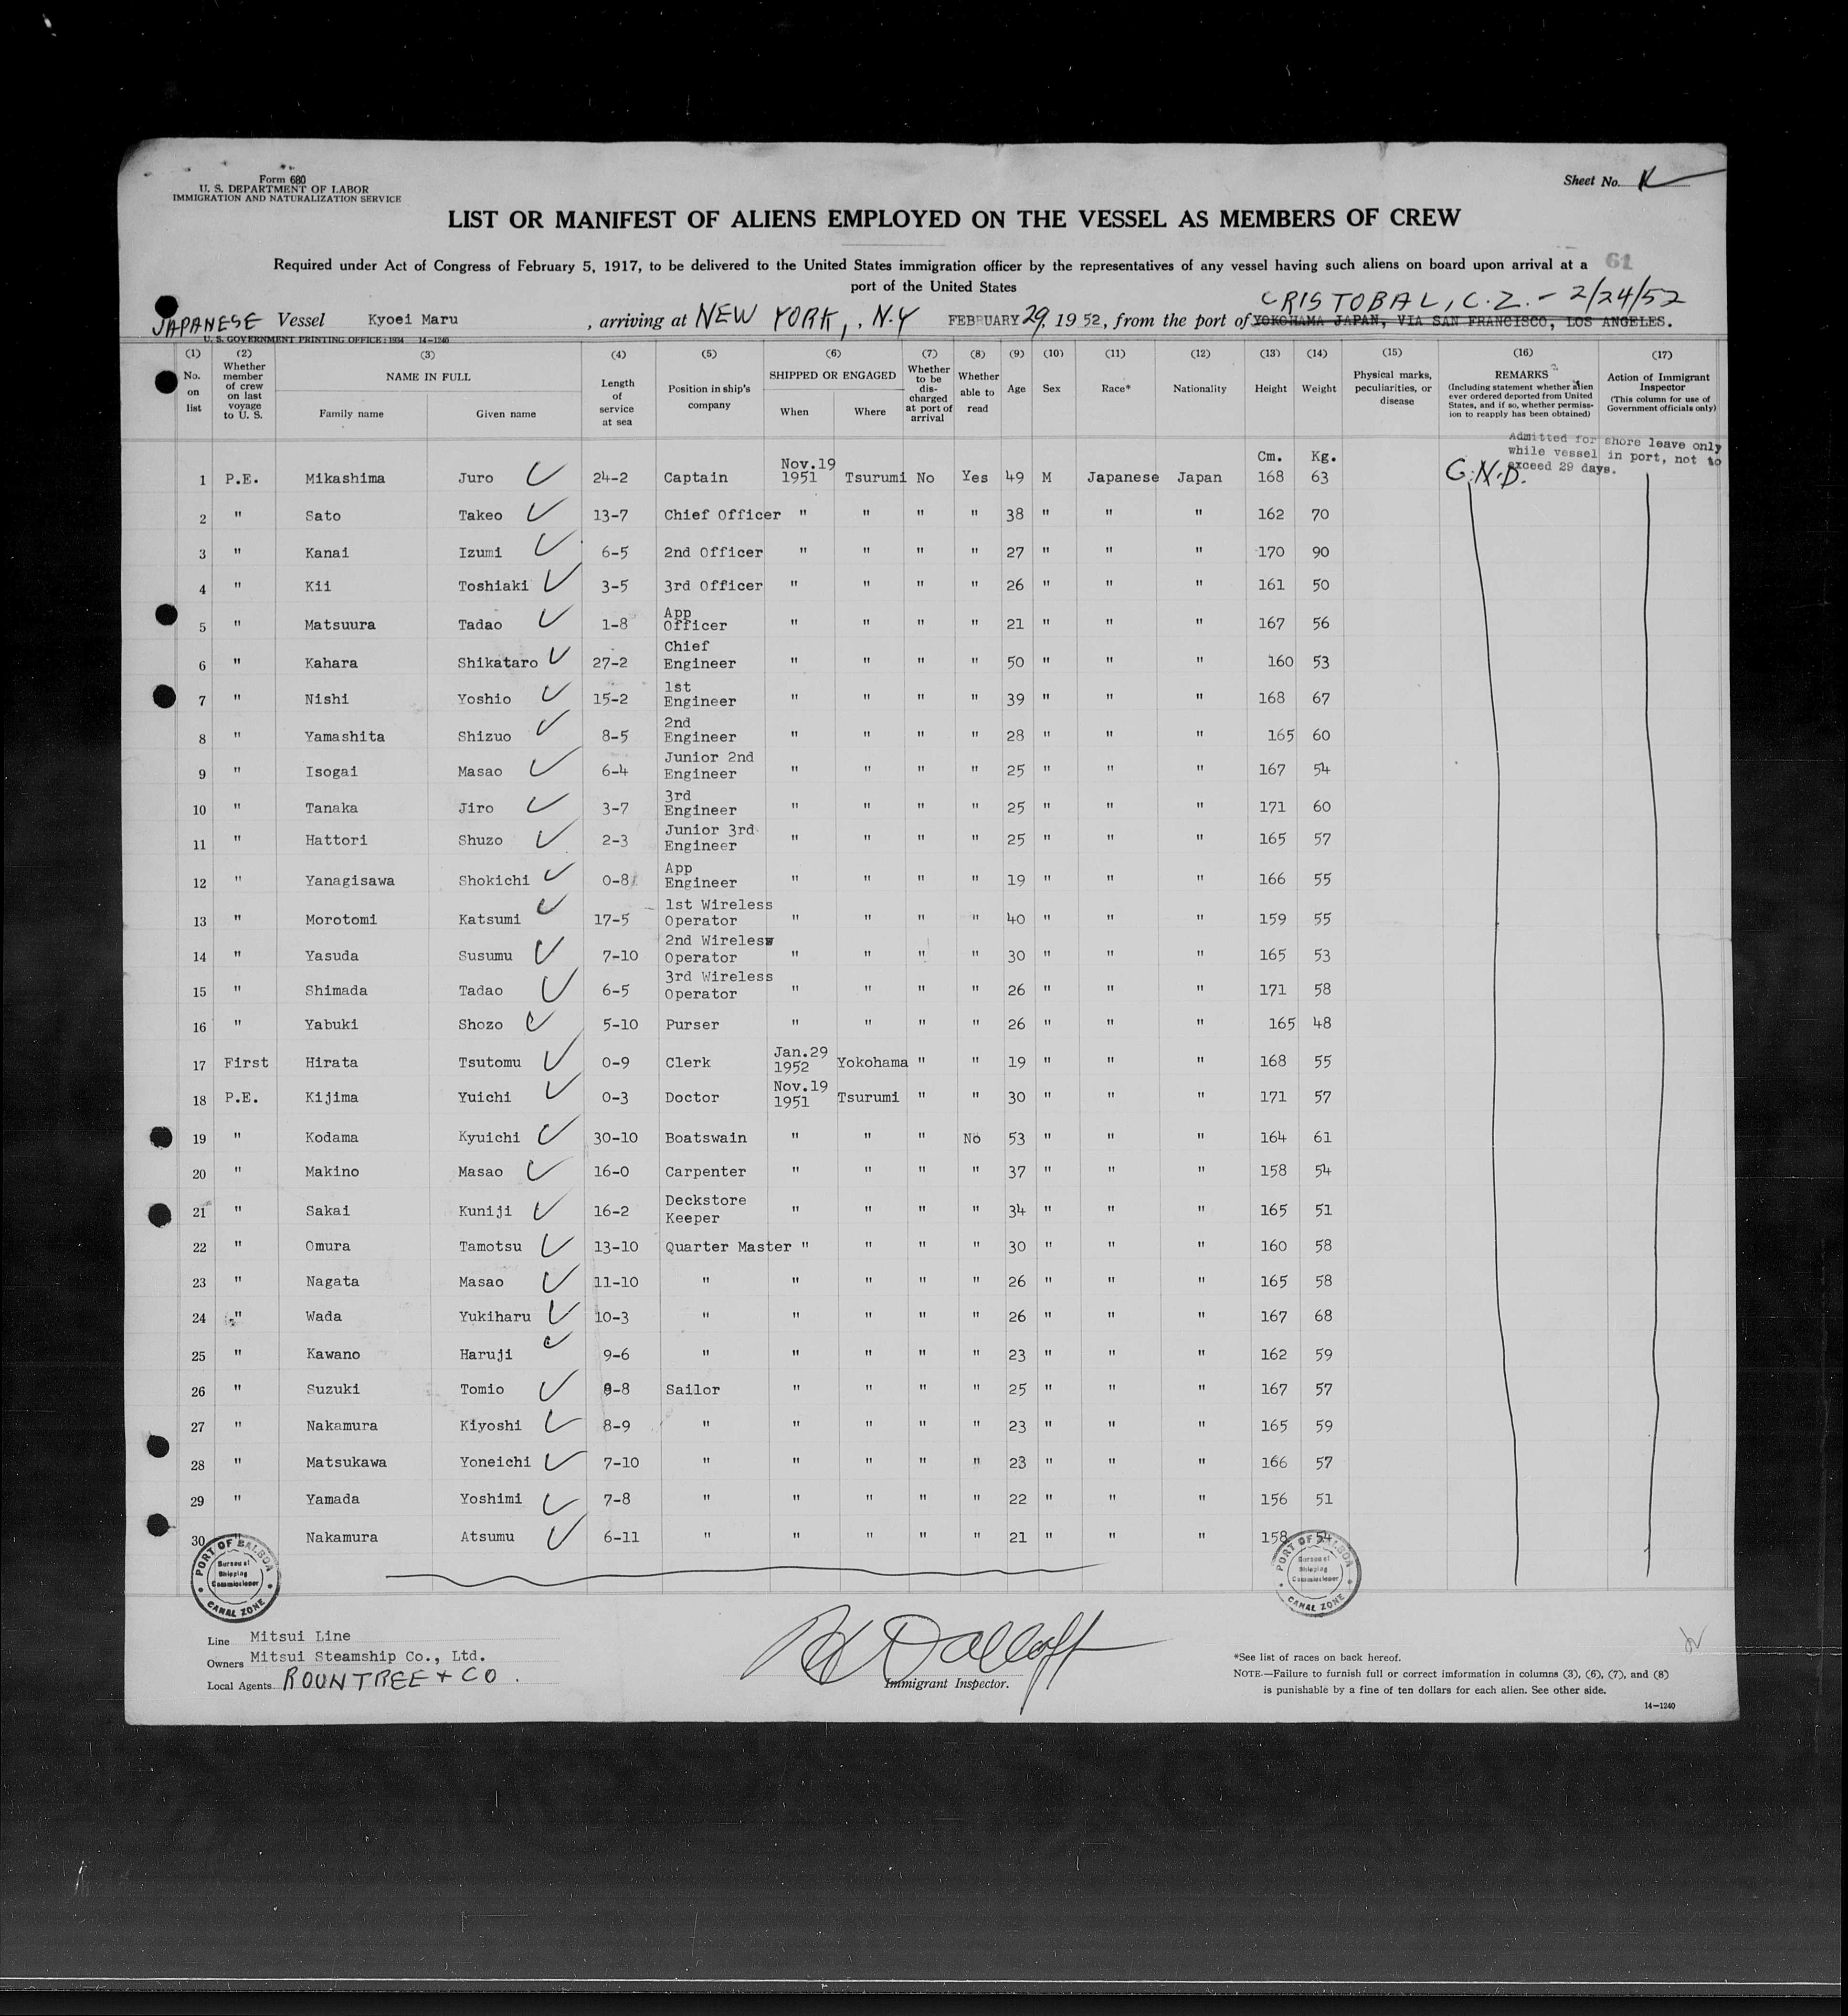 Form 680
U. S. DEPARTMENT OF LABOR
IMMIGRATION AND NATURALIZATION SERVICE
Sheet No.
LIST OR MANIFEST OF ALIENS EMPLOYED ON THE VESSEL AS MEMBERS OF CREW
Required under Act of Congress of February 5, 1917, to be delivered to the United States immigration officer by the representatives of any vessel having such aliens on board upon arrival at a
port of the United States
61
CRISTOBAL, C.Z. - 2/24/52
JAPANESE Vessel Kyoei Maru, arriving at NEW YORK, N.Y FEBRUARY 29, 1952, from the port of YOKOHAMA JAPAN, VIA SAN FRANCISCO, LOS ANGELES.
U. S. GOVERNMENT PRINTING OFFICE: 1934 14-1240
(1) (2) (3) (4) (5) (6) (7) (8) (9) (10) (11) (12) (13) (14) (15) (16) (17)
No. on list
Whether member of crew on last voyage to U. S.
NAME IN FULL
Family name Given name
Length of service at sea
Position in ship's company
SHIPPED OR ENGAGED
When Where
Whether to be discharged at port of arrival
Whether able to read
Age
Sex
Race*
Nationality
Height
Weight
Physical marks, peculiarities, or disease
REMARKS
(Including statement whether alien ever ordered deported from United States, and if so, whether permission to reapply has been obtained)
Action of Immigrant Inspector
(This column for use of Government officials only)
Admitted for shore leave only
while vessel in port, not to
exceed 29 days.
Cm. Kg.
1 P.E. Mikashima Juro 24-2 Captain Nov.19 1951 Tsurumi No Yes 49 M Japanese Japan 168 63 G.N.D.
2 " Sato Takeo 13-7 Chief Officer " " " " 38 " " " 162 70
3 " Kanai Izumi 6-5 2nd Officer " " " " 27 " " " 170 90
4 " Kii Toshiaki 3-5 3rd Officer " " " " 26 " " " 161 50
5 " Matsuura Tadao 1-8 App Officer " " " " 21 " " " 167 56
6 " Kahara Shikataro 27-2 Chief Engineer " " " " 50 " " " 160 53
7 " Nishi Yoshio 15-2 1st Engineer " " " " 39 " " " 168 67
8 " Yamashita Shizuo 8-5 2nd Engineer " " " " 28 " " " 165 60
9 " Isogai Masao 6-4 Junior 2nd Engineer " " " " 25 " " " 167 54
10 " Tanaka Jiro 3-7 3rd Engineer " " " " 25 " " " 171 60
11 " Hattori Shuzo 2-3 Junior 3rd Engineer " " " " 25 " " " 165 57
12 " Yanagisawa Shokichi 0-8 App Engineer " " " " 19 " " " 166 55
13 " Morotomi Katsumi 17-5 1st Wireless Operator " " " " 40 " " " 159 55
14 " Yasuda Susumu 7-10 2nd Wireless Operator " " " " 30 " " " 165 53
15 " Shimada Tadao 6-5 3rd Wireless Operator " " " " 26 " " " 171 58
16 " Yabuki Shozo 5-10 Purser " " " " 26 " " " 165 48
17 First Hirata Tsutomu 0-9 Clerk Jan.29 1952 Yokohama " " 19 " " " 168 55
18 P.E. Kijima Yuichi 0-3 Doctor Nov.19 1951 Tsurumi " " 30 " " " 171 57
19 " Kodama Kyuichi 30-10 Boatswain " " " No 53 " " " 164 61
20 " Makino Masao 16-0 Carpenter " " " " 37 " " " 158 54
21 " Sakai Kuniji 16-2 Deckstore Keeper " " " " 34 " " " 165 51
22 " Omura Tamotsu 13-10 Quarter Master " " " " 30 " " " 160 58
23 " Nagata Masao 11-10 " " " " " 26 " " " 165 58
24 " Wada Yukiharu 10-3 " " " " " 26 " " " 167 68
25 " Kawano Haruji 9-6 " " " " " 23 " " " 162 59
26 " Suzuki Tomio 8-8 Sailor " " " " 25 " " " 167 57
27 " Nakamura Kiyoshi 8-9 " " " " " 23 " " " 165 59
28 " Matsukawa Yoneichi 7-10 " " " " " 23 " " " 166 57
29 " Yamada Yoshimi 7-8 " " " " " 22 " " " 156 51
30 " Nakamura Atsumu 6-11 " " " " " 21 " " " 158 54
PORT OF BALBOA Bureau of Shipping Commissioner CANAL ZONE
PORT OF BALBOA Bureau of Shipping Commissioner CANAL ZONE
Line Mitsui Line
Owners Mitsui Steamship Co., Ltd.
Local Agents ROUNTREE + CO.
Immigrant Inspector.
*See list of races on back hereof.
NOTE.—Failure to furnish full or correct imformation in columns (3), (6), (7), and (8)
is punishable by a fine of ten dollars for each alien. See other side.
14-1240